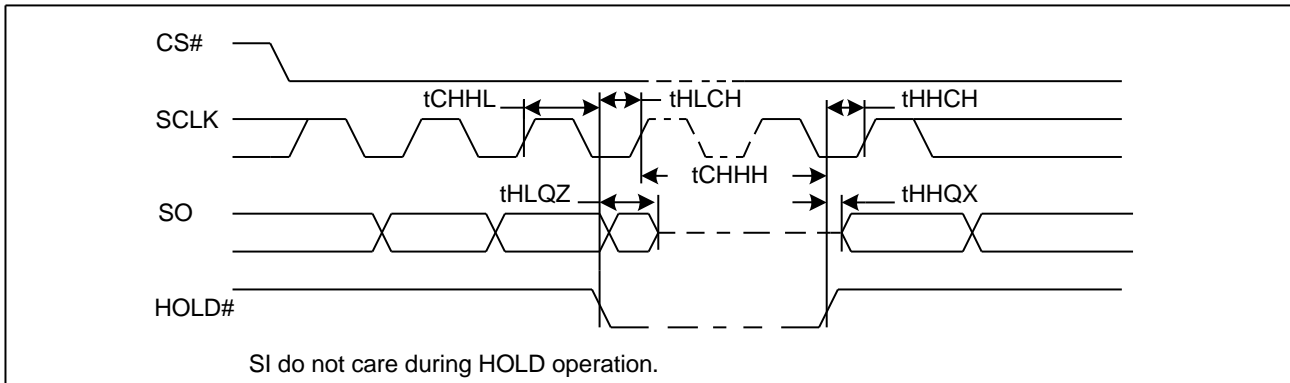 CS#
tCHHL
tHLCH
tHHCH
SCLK
tCHHH
tHLQZ
tHHQX
SO
HOLD#
SI do not care during HOLD operation.